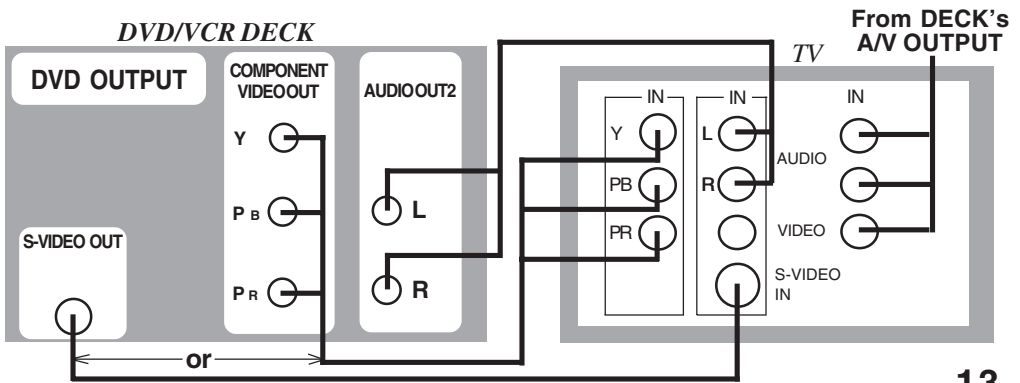 From DECK's
A/V OUTPUT
DVD/VCR DECK
TV
DVD OUTPUT
COMPONENT
VIDEO OUT
AUDIO OUT2
Y
PB
PR
L
R
S-VIDEO OUT
or
IN
Y
PB
PR
IN
L
R
AUDIO
VIDEO
S-VIDEO
IN
IN
13